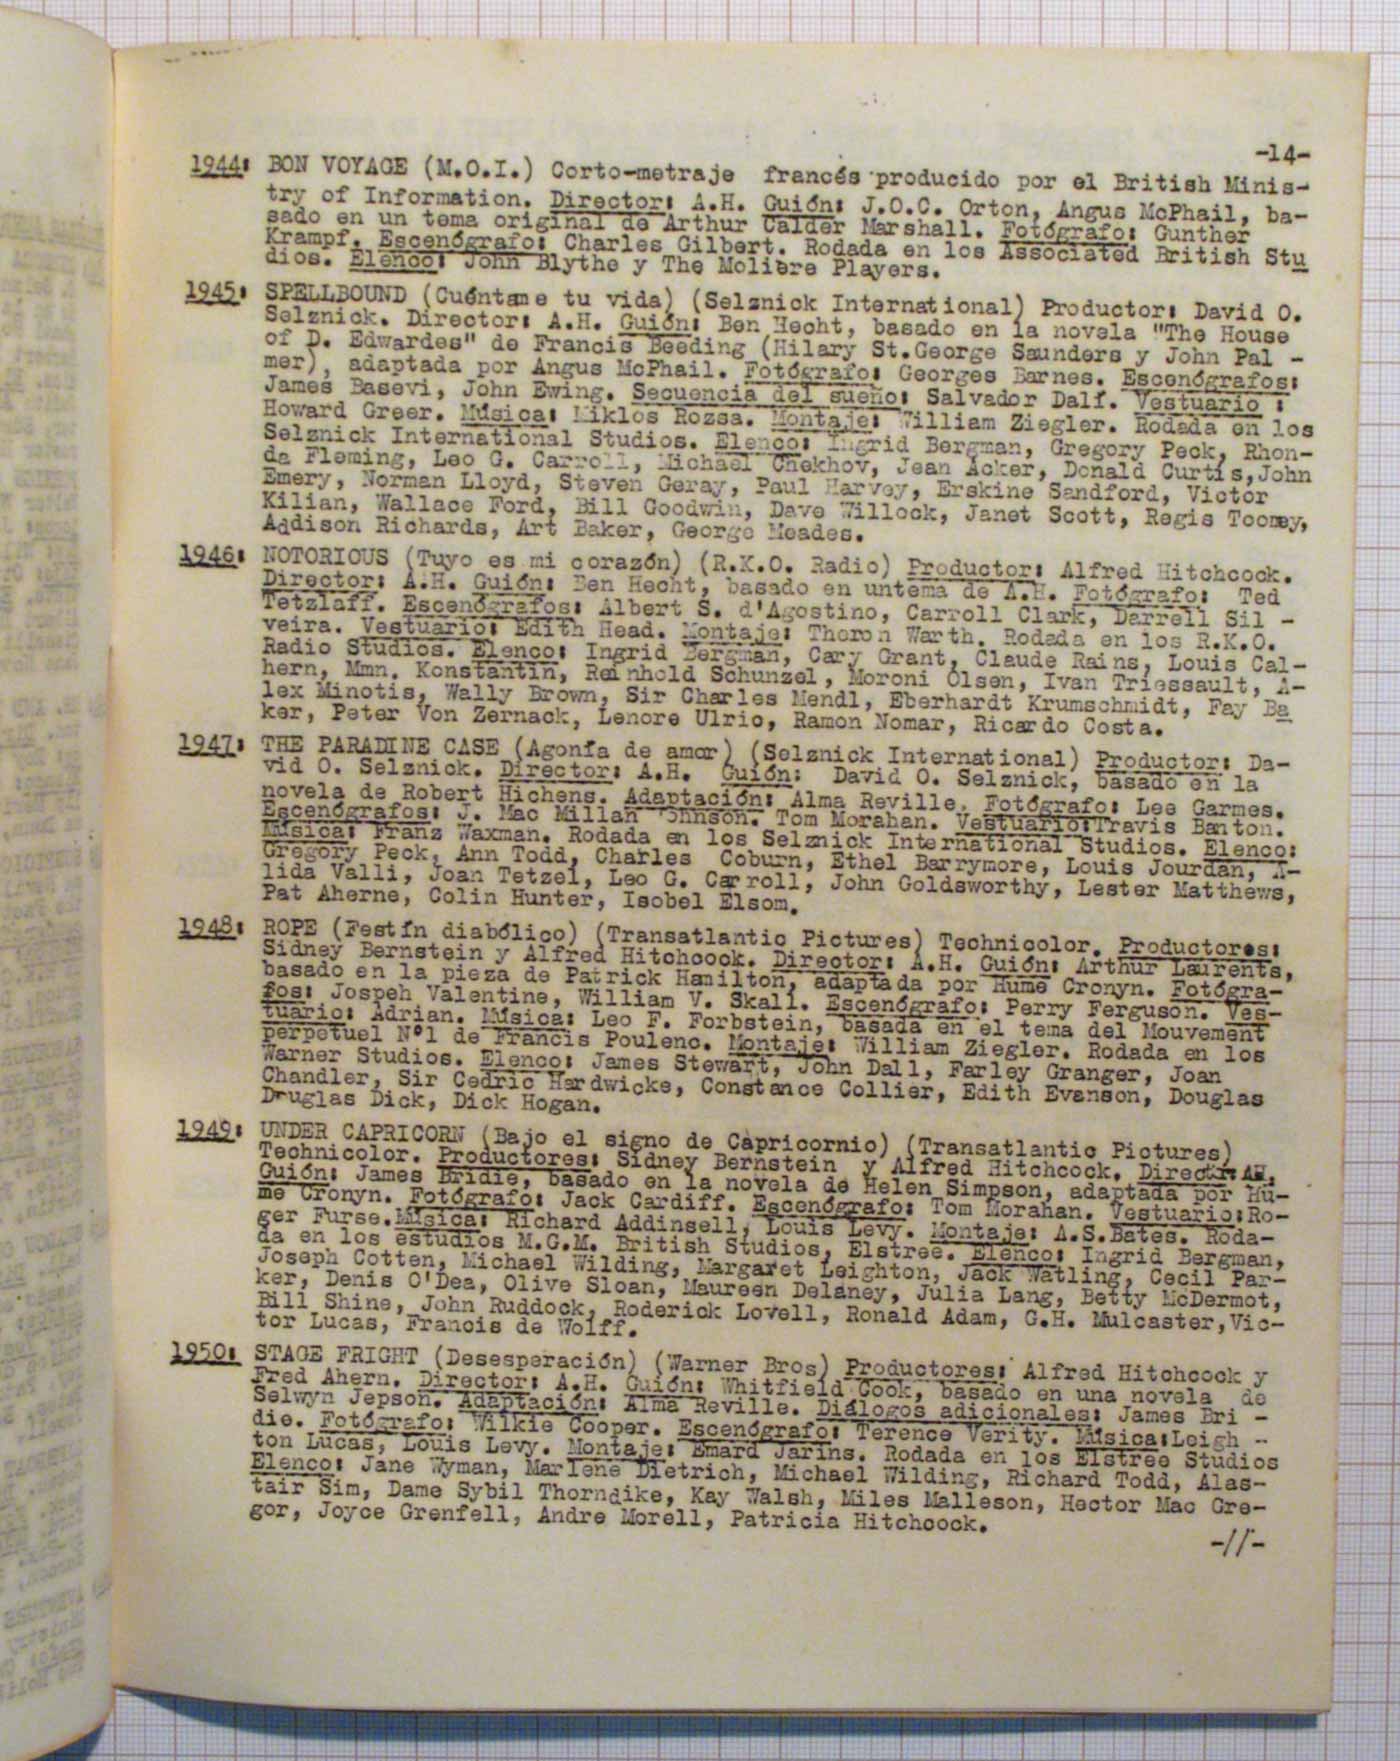 -14-
1944: BON VOYAGE (M.O.I.) Corto-metraje francés producido por el British Minis-
try of Information. Director: A.H. Guión: J.O.C. Orton, Angus McPhail, ba-
sado en un tema original de Arthur Calder Marshall. Fotógrafo: Gunther
Krampf. Escenógrafo: Charles Gilbert. Rodada en los Associated British Stu
dios. Elenco: John Blythe y The Molière Players.
1945: SPELLBOUND (Cuéntame tu vida) (Selznick International) Productor: David O.
Selznick. Director: A.H. Guión: Ben Hecht, basado en la novela "The House
of D. Edwardes" de Francis Beeding (Hilary St.George Saunders y John Pal -
mer), adaptada por Angus McPhail. Fotógrafo: Georges Barnes. Escenógrafos:
James Basevi, John Ewing. Secuencia del sueño: Salvador Dalí. Vestuario :
Howard Greer. Música: Miklos Rozsa. Montaje: William Ziegler. Rodada en los
Selznick International Studios. Elenco: Ingrid Bergman, Gregory Peck, Rhon-
da Fleming, Leo G. Carroll, Michael Chekhov, Jean Acker, Donald Curtis,John
Emery, Norman Lloyd, Steven Geray, Paul Harvey, Erskine Sandford, Victor
Kilian, Wallace Ford, Bill Goodwin, Dave Willock, Janet Scott, Regis Toomey,
Addison Richards, Art Baker, George Meades.
1946: NOTORIOUS (Tuyo es mi corazón) (R.K.O. Radio) Productor: Alfred Hitchcock.
Director: A.H. Guión: Ben Hecht, basado en untema de A.H. Fotógrafo: Ted
Tetzlaff. Escenógrafos: Albert S. d'Agostino, Carroll Clark, Darrell Sil -
veira. Vestuario: Edith Head. Montaje: Theron Warth. Rodada en los R.K.O.
Radio Studios. Elenco: Ingrid Bergman, Cary Grant, Claude Rains, Louis Cal-
hern, Mmn. Konstantin, Reinhold Schunzel, Moroni Olsen, Ivan Triessault, A-
lex Minotis, Wally Brown, Sir Charles Mendl, Eberhardt Krumschmidt, Fay Ba
ker, Peter Von Zernack, Lenore Ulric, Ramon Nomar, Ricardo Costa.
1947: THE PARADINE CASE (Agonía de amor) (Selznick International) Productor: Da-
vid O. Selznick. Director: A.H. Guión: David O. Selznick, basado en la
novela de Robert Hichens. Adaptación: Alma Reville. Fotógrafo: Lee Garmes.
Escenógrafos: J. Mac Millan Johnson. Tom Morahan. Vestuario:Travis Banton.
Música: Franz Waxman. Rodada en los Selznick International Studios. Elenco:
Gregory Peck, Ann Todd, Charles Coburn, Ethel Barrymore, Louis Jourdan, A-
lida Valli, Joan Tetzel, Leo G. Carroll, John Goldsworthy, Lester Matthews,
Pat Aherne, Colin Hunter, Isobel Elsom.
1948: ROPE (Festín diabólico) (Transatlantic Pictures) Technicolor. Productores:
Sidney Bernstein y Alfred Hitchcock. Director: A.H. Guión: Arthur Laurents,
basado en la pieza de Patrick Hamilton, adaptada por Hume Cronyn. Fotógra-
fos: Jospeh Valentine, William V. Skall. Escenógrafo: Perry Ferguson. Ves-
tuario: Adrian. Música: Leo F. Forbstein, basada en el tema del Mouvement
perpetuel Nº1 de Francis Poulenc. Montaje: William Ziegler. Rodada en los
Warner Studios. Elenco: James Stewart, John Dall, Farley Granger, Joan
Chandler, Sir Cedric Hardwicke, Constance Collier, Edith Evanson, Douglas
Douglas Dick, Dick Hogan.
1949: UNDER CAPRICORN (Bajo el signo de Capricornio) (Transatlantic Pictures)
Technicolor. Productores: Sidney Bernstein y Alfred Hitchcock. Director: AH.
Guión: James Bridie, basado en la novela de Helen Simpson, adaptada por Hu-
me Cronyn. Fotógrafo: Jack Cardiff. Escenógrafo: Tom Morahan. Vestuario:Ro-
ger Furse.Música: Richard Addinsell, Louis Levy. Montaje: A.S.Bates. Roda-
da en los estudios M.G.M. British Studios, Elstree. Elenco: Ingrid Bergman,
Joseph Cotten, Michael Wilding, Margaret Leighton, Jack Watling, Cecil Par-
ker, Denis O'Dea, Olive Sloan, Maureen Delaney, Julia Lang, Betty McDermot,
Bill Shine, John Ruddock, Roderick Lovell, Ronald Adam, G.H. Mulcaster,Vic-
tor Lucas, Francis de Wolff.
1950: STAGE FRIGHT (Desesperación) (Warner Bros) Productores: Alfred Hitchcock y
Fred Ahern. Director: A.H. Guión: Whitfield Cook, basado en una novela de
Selwyn Jepson. Adaptación: Alma Reville. Diálogos adicionales: James Bri -
die. Fotógrafo: Wilkie Cooper. Escenógrafo: Terence Verity. Música:Leigh -
ton Lucas, Louis Levy. Montaje: Emard Jarins. Rodada en los Elstree Studios
Elenco: Jane Wyman, Marlene Dietrich, Michael Wilding, Richard Todd, Alas-
tair Sim, Dame Sybil Thorndike, Kay Walsh, Miles Malleson, Hector Mac Gre-
gor, Joyce Grenfell, Andre Morell, Patricia Hitchcock.
-//-